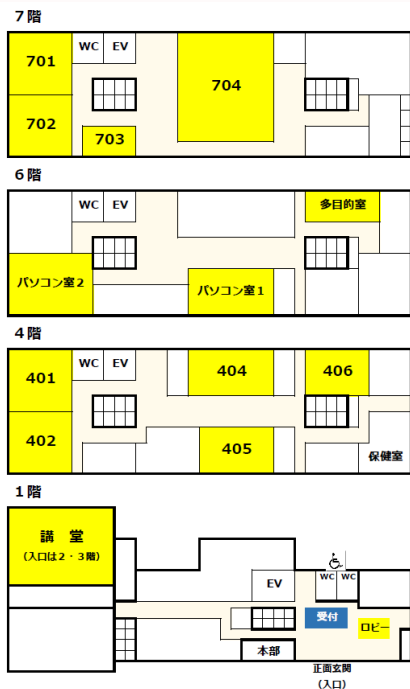 7階
701
WC
EV
704
702
703
6階
WC
EV
多目的室
パソコン室2
パソコン室1
4階
401
WC
EV
404
406
402
405
保健室
1階
講 堂
(入口は2・3階)
EV
WC
WC
受付
ロビー
本部
正面玄関
(入口)